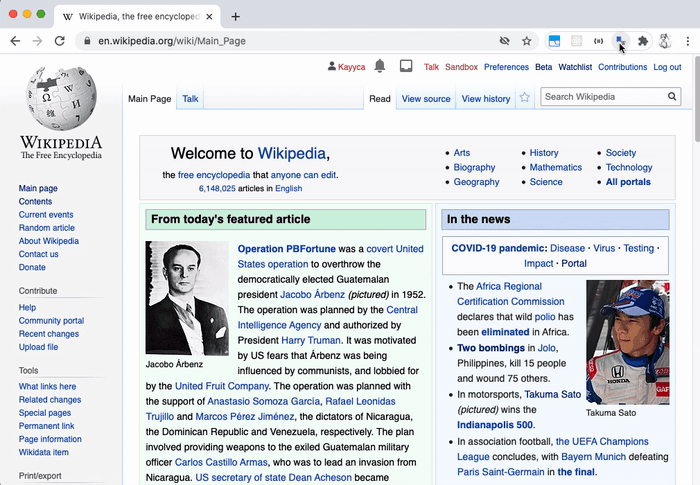 Wikipedia, the free encycloped
en.wikipedia.org/wiki/Main_Page
Kayyca Talk Sandbox Preferences Beta Watchlist Contributions Log out
Main Page Talk Read View source View history Search Wikipedia
WIKIPEDIA
The Free Encyclopedia
Main page
Contents
Current events
Random article
About Wikipedia
Contact us
Donate
Contribute
Help
Community portal
Recent changes
Upload file
Tools
What links here
Related changes
Special pages
Permanent link
Page information
Wikidata item
Print/export
Welcome to Wikipedia,
the free encyclopedia that anyone can edit.
6,148,025 articles in English
• Arts
• Biography
• Geography
• History
• Mathematics
• Science
• Society
• Technology
• All portals
From today's featured article
Jacobo Árbenz
Operation PBFortune was a covert United
States operation to overthrow the
democratically elected Guatemalan
president Jacobo Árbenz (pictured) in 1952.
The operation was planned by the Central
Intelligence Agency and authorized by
President Harry Truman. It was motivated
by US fears that Árbenz was being
influenced by communists, and lobbied for
by the United Fruit Company. The operation was planned with
the support of Anastasio Somoza García, Rafael Leonidas
Trujillo and Marcos Pérez Jiménez, the dictators of Nicaragua,
the Dominican Republic and Venezuela, respectively. The plan
involved providing weapons to the exiled Guatemalan military
officer Carlos Castillo Armas, who was to lead an invasion from
Nicaragua. US secretary of state Dean Acheson became
In the news
COVID-19 pandemic: Disease · Virus · Testing ·
Impact · Portal
• The Africa Regional
Certification Commission
declares that wild polio has
been eliminated in Africa.
• Two bombings in Jolo,
Philippines, kill 15 people
and wound 75 others.
• In motorsports, Takuma Sato
(pictured) wins the
Indianapolis 500.
HONDA
Takuma Sato
• In association football, the UEFA Champions
League concludes, with Bayern Munich defeating
Paris Saint-Germain in the final.